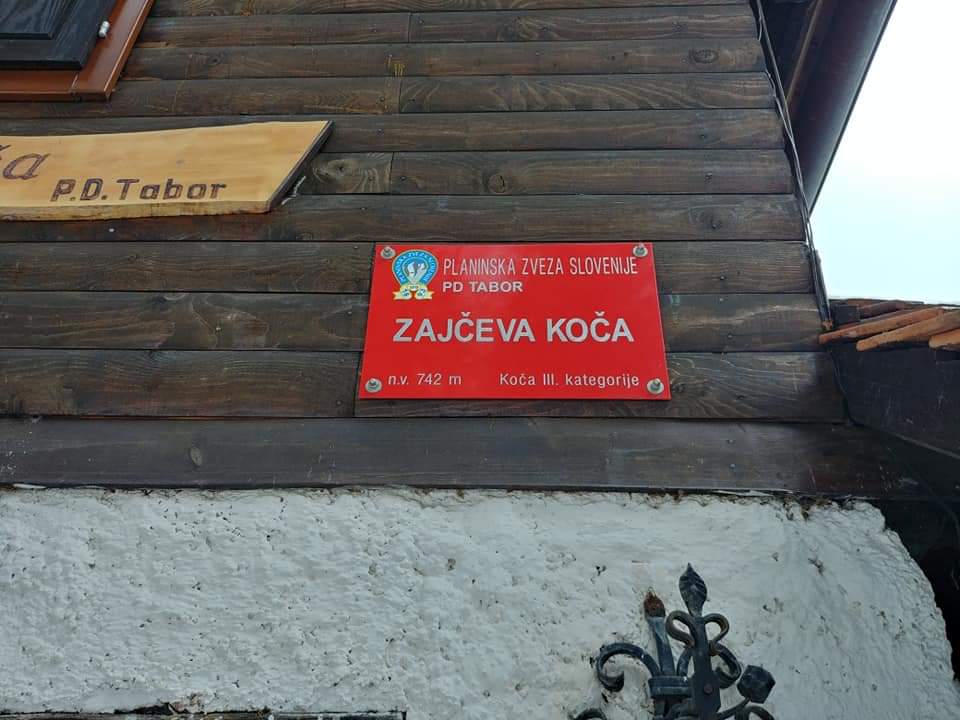 P.D. Tabor
PLANINSKA ZVEZA SLOVENIJE
PD TABOR
ZAJČEVA KOČA
n.v. 742 m Koča III. kategorije